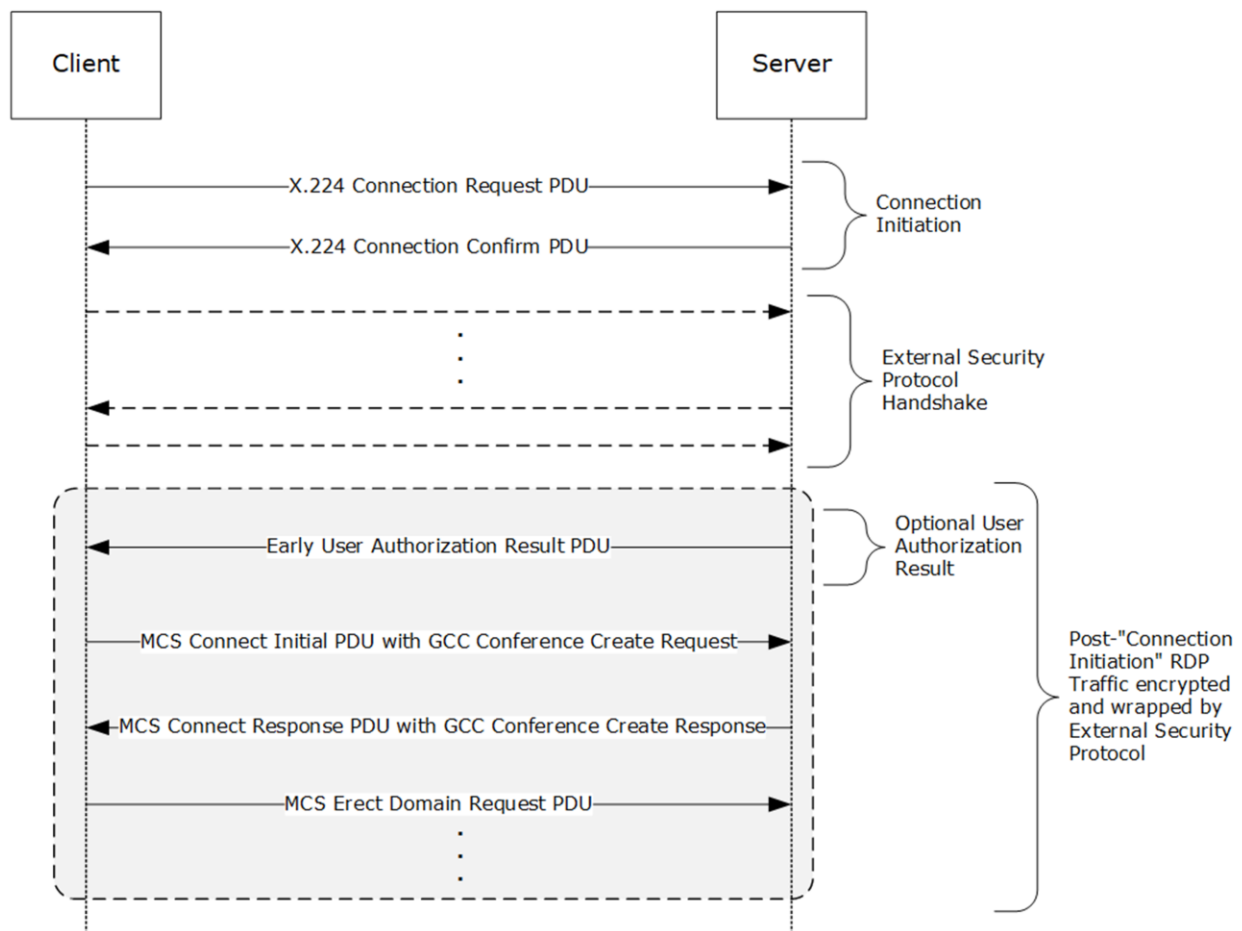 Client
Server
X.224 Connection Request PDU
Connection
Initiation
X.224 Connection Confirm PDU
External Security
Protocol
Handshake
Optional User
Authorization
Result
Early User Authorization Result PDU
MCS Connect Initial PDU with GCC Conference Create Request
Post-"Connection
Initiation" RDP
Traffic encrypted
and wrapped by
External Security
Protocol
MCS Connect Response PDU with GCC Conference Create Response
MCS Erect Domain Request PDU